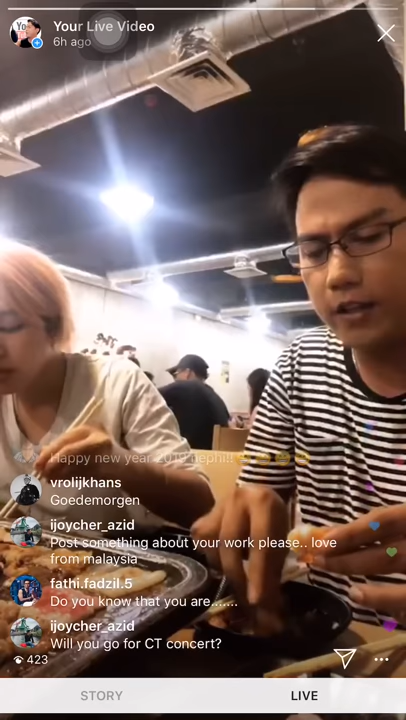 Your Live Video
6h ago
Happy new year 2019 nephi!!
vrolijkhans
Goedemorgen
ijoycher_azid
Post something about your work please.. love
from malaysia
fathi.fadzil.5
Do you know that you are.......
ijoycher_azid
Will you go for CT concert?
423
STORY
LIVE